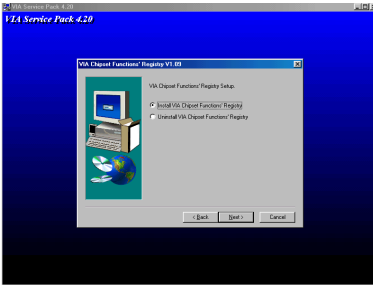 VIA Service Pack 4.20
VIA Service Pack 4.20
VIA Chipset Functions' Registry V1.09
VIA Chipset Functions' Registry Setup.
Install VIA Chipset Functions' Registry
Uninstall VIA Chipset Functions' Registry
< Back
Next >
Cancel